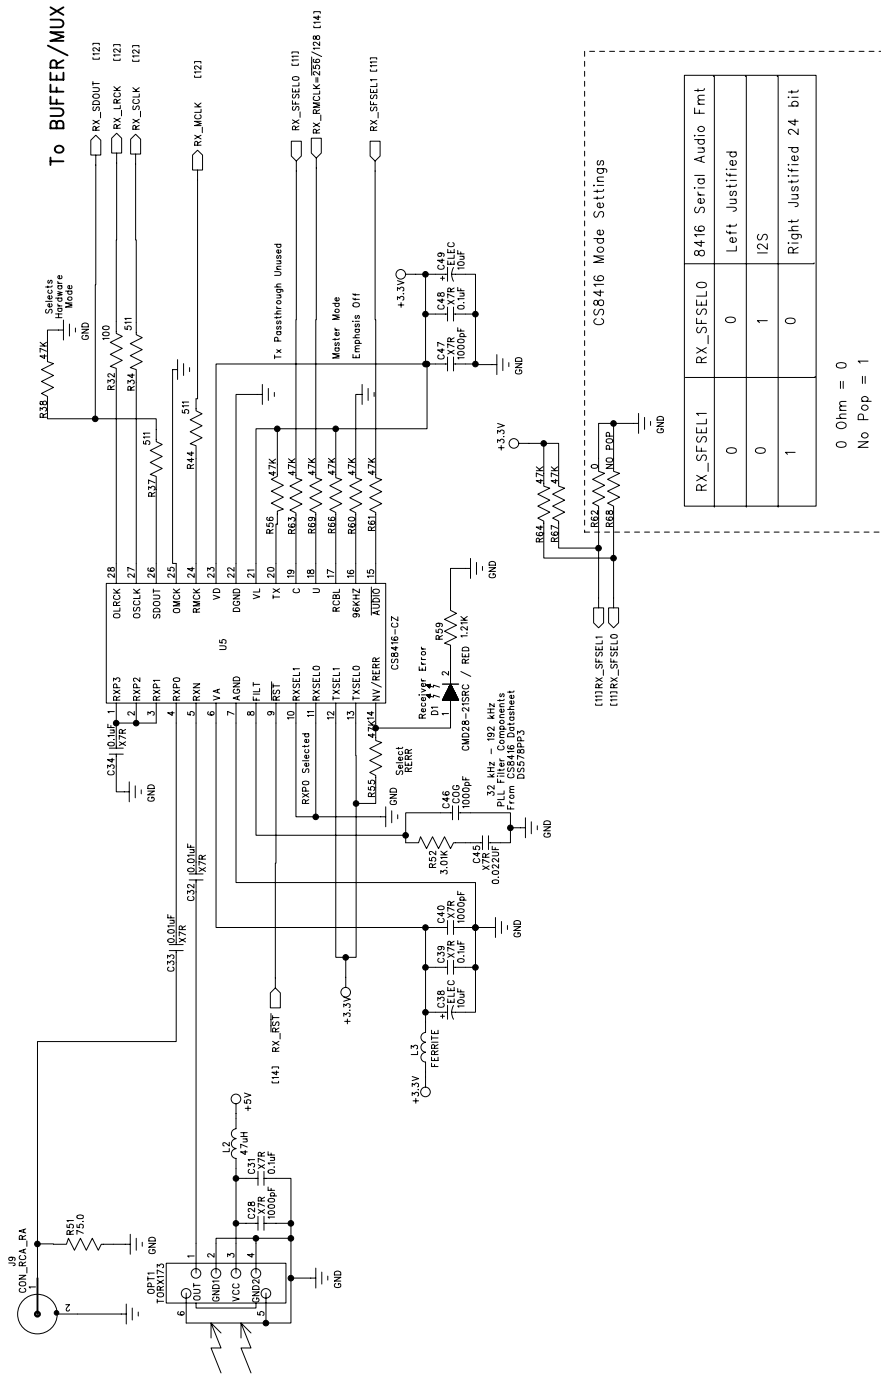 To BUFFER/MUX
RX_SDOUT [12]
RX_LRCK [12]
RX_SCLK [12]
RX_MCLK [12]
RX_SFSEL0 [11]
RX_RMCLK=256/128 [14]
RX_SFSEL1 [11]
R38
47K
Selects
Hardware
Mode
GND
R32
100
R34
511
R37
511
R44
511
Tx Passthrough Unused
Master Mode
Emphasis Off
R56
47K
R63
47K
R69
47K
R66
47K
R60
47K
R61
47K
+3.3V
C47
X7R
1000pF
C48
X7R
0.1uF
C49
ELEC
10uF
+
GND
U5
CS8416-CZ
1 RXP3
2 RXP2
3 RXP1
4 RXP0
5 RXN
6 VA
7 AGND
8 FILT
9 RST
10 RXSEL1
11 RXSEL0
12 TXSEL1
13 TXSEL0
14 NV/RERR
28 OLRCK
27 OSCLK
26 SDOUT
25 OMCK
24 RMCK
23 VD
22 DGND
21 VL
20 TX
19 C
18 U
17 RCBL
16 96KHZ
15 AUDIO
C34
0.1uF
X7R
GND
C33
0.01uF
X7R
C32
0.01uF
X7R
RXP0 Selected
GND
R55
47K
Select
RERR
Receiver Error
D1
1
2
CMD28-21SRC / RED
R59
1.21K
GND
R52
3.01K
C45
X7R
0.022UF
C46
COG
1000pF
GND
32 kHz - 192 kHz
PLL Filter Components
From CS8416 Datasheet
DS578PP3
+3.3V
[14] RX_RST
L3
FERRITE
+3.3V
C38
ELEC
10uF
+
C39
X7R
0.1uF
C40
X7R
1000pF
GND
J9
CON_RCA_RA
1
2
R51
75.0
GND
OPT1
TORX173
OUT
GND1
VCC
GND2
1
2
3
4
5
6
C28
X7R
1000pF
C31
X7R
0.1uF
L2
47uH
+5V
GND
+3.3V
R64
47K
R67
47K
R62
0
R68
NO POP
GND
[11]RX_SFSEL1
[11]RX_SFSEL0
CS8416 Mode Settings
RX_SFSEL1 RX_SFSEL0 8416 Serial Audio Fmt
0 0 Left Justified
0 1 I2S
1 0 Right Justified 24 bit
0 Ohm = 0
No Pop = 1